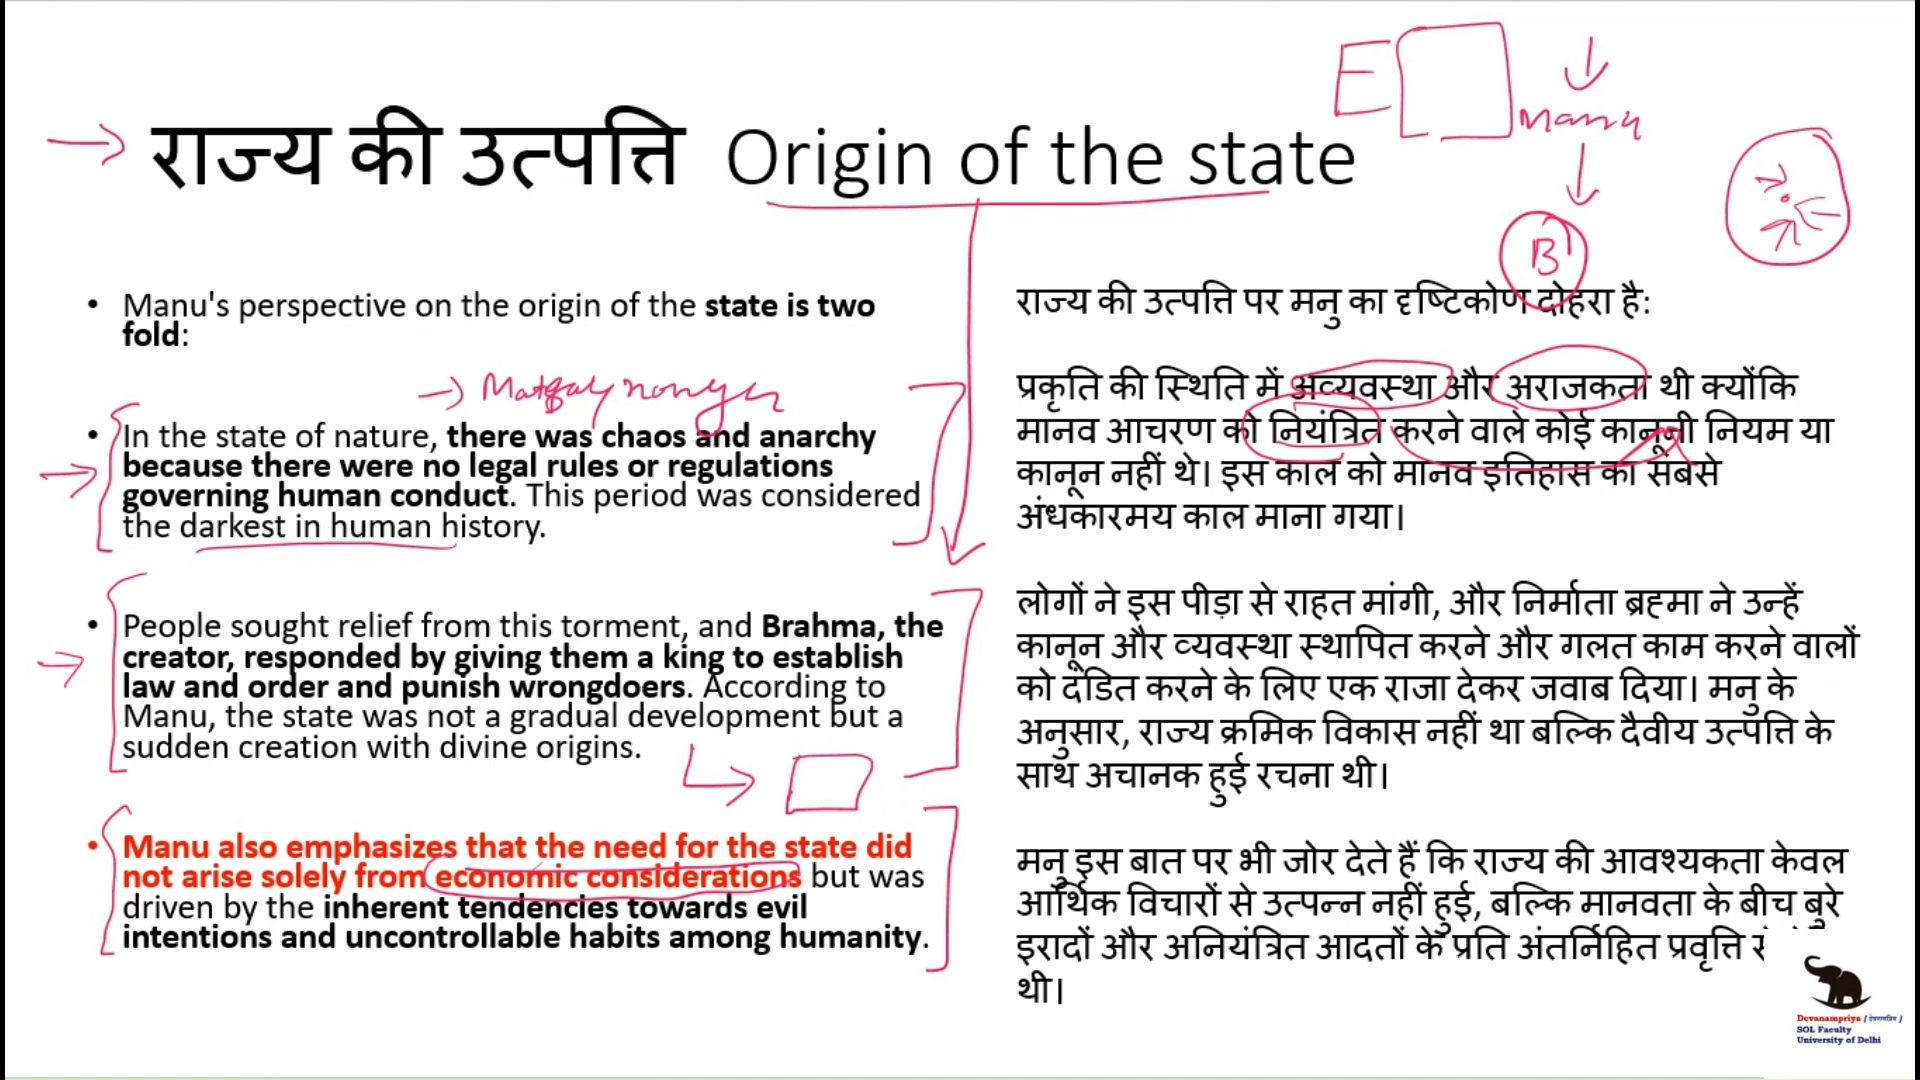 राज्य की उत्पत्ति Origin of the state
E
Manu
B
• Manu's perspective on the origin of the state is two
fold:
• In the state of nature, there was chaos and anarchy
because there were no legal rules or regulations
governing human conduct. This period was considered
the darkest in human history.
• People sought relief from this torment, and Brahma, the
creator, responded by giving them a king to establish
law and order and punish wrongdoers. According to
Manu, the state was not a gradual development but a
sudden creation with divine origins.
• Manu also emphasizes that the need for the state did
not arise solely from economic considerations but was
driven by the inherent tendencies towards evil
intentions and uncontrollable habits among humanity.
राज्य की उत्पत्ति पर मनु का दृष्टिकोण दोहरा है:
प्रकृति की स्थिति में अव्यवस्था और अराजकता थी क्योंकि
मानव आचरण को नियंत्रित करने वाले कोई कानूनी नियम या
कानून नहीं थे। इस काल को मानव इतिहास का सबसे
अंधकारमय काल माना गया।
लोगों ने इस पीड़ा से राहत मांगी, और निर्माता ब्रह्मा ने उन्हें
कानून और व्यवस्था स्थापित करने और गलत काम करने वालों
को दंडित करने के लिए एक राजा देकर जवाब दिया। मनु के
अनुसार, राज्य क्रमिक विकास नहीं था बल्कि दैवीय उत्पत्ति के
साथ अचानक हुई रचना थी।
मनु इस बात पर भी जोर देते हैं कि राज्य की आवश्यकता केवल
आर्थिक विचारों से उत्पन्न नहीं हुई, बल्कि मानवता के बीच बुरे
इरादों और अनियंत्रित आदतों के प्रति अंतर्निहित प्रवृत्ति
थी।
Devanampriya
SOL Faculty
University of Delhi